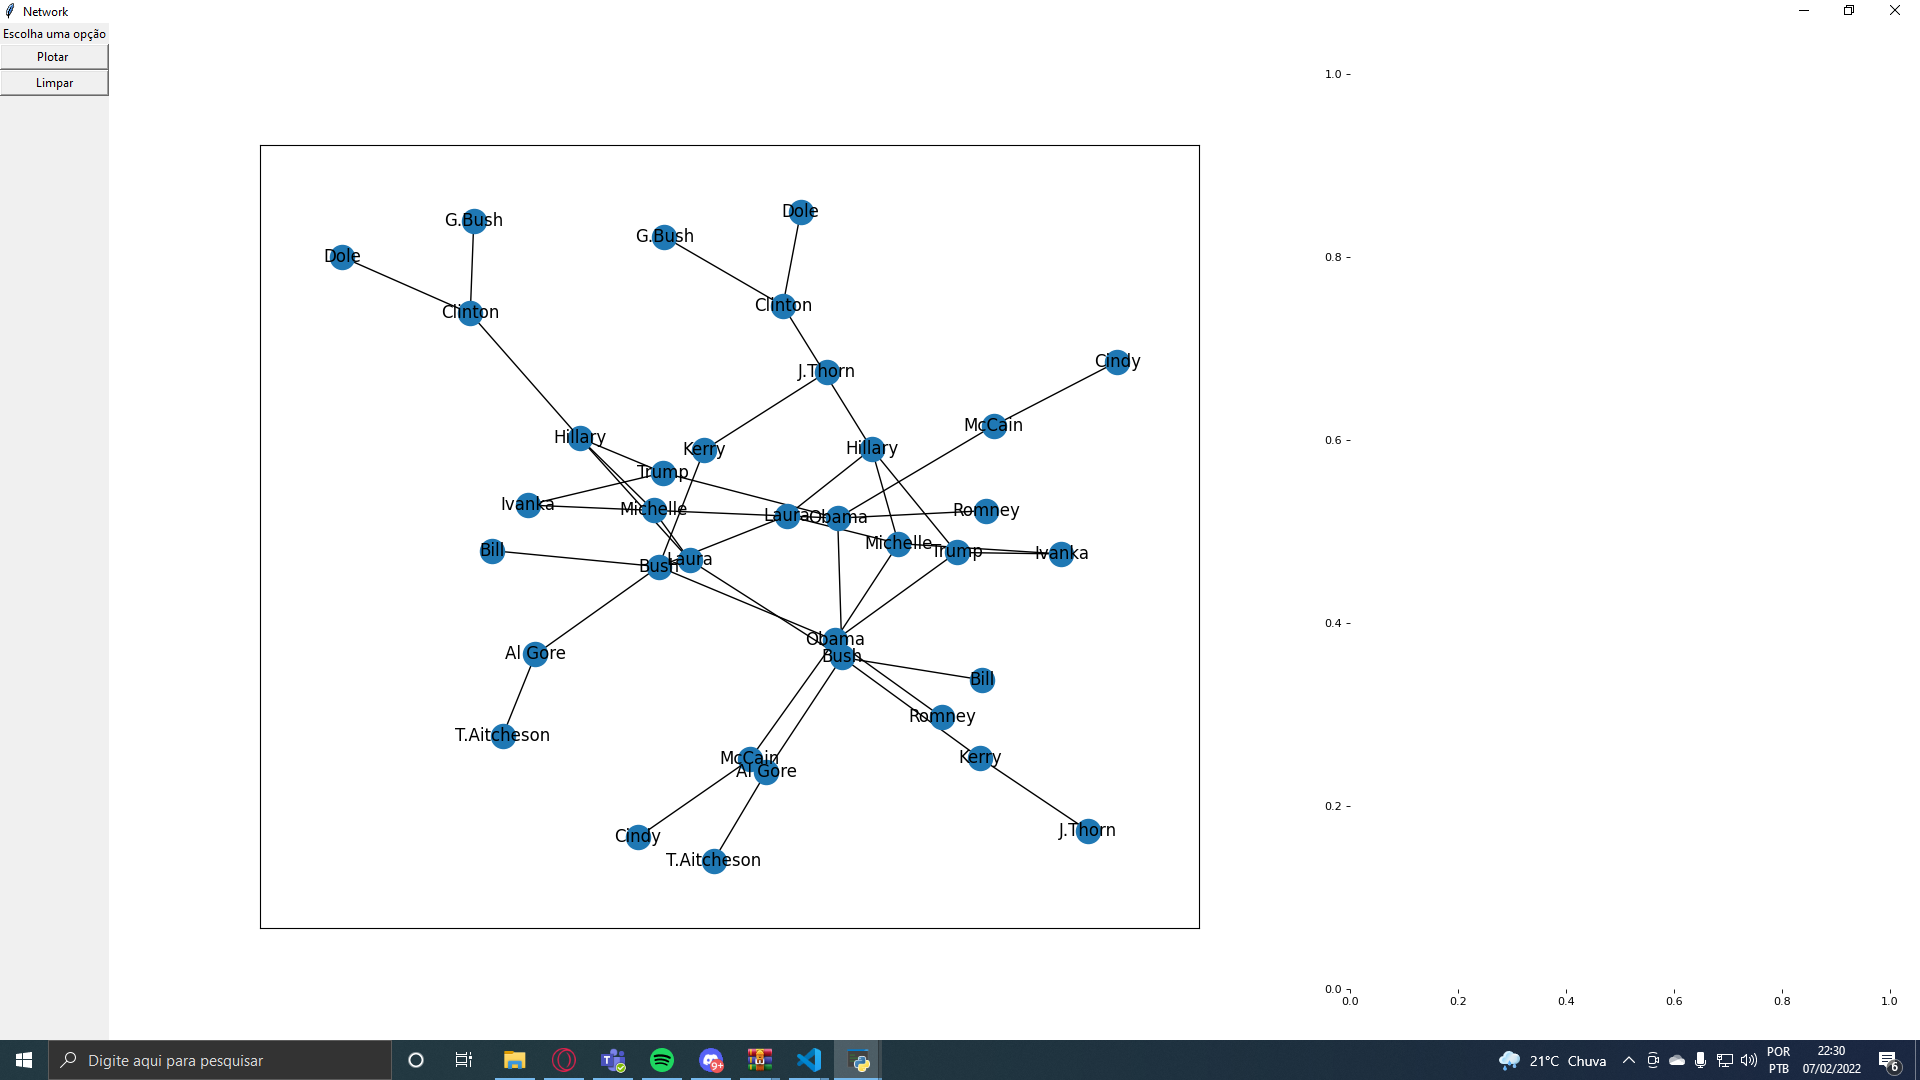 Network
Escolha uma opção
Plotar
Limpar
1.0
G.Bush
Dole
G.Bush
Dole
0.8
Clinton
Clinton
J.Thorn
Cindy
McCain
Hillary
Kerry
Hillary
0.6
Trump
Ivanka
Michelle
Laura
Obama
Romney
Bill
Michelle
Trump
Ivanka
Bush
Laura
Obama
0.4
Al Gore
Bush
Bill
Romney
T.Aitcheson
McCain
Kerry
Al Gore
0.2
Cindy
J.Thorn
T.Aitcheson
0.0
0.0 0.2 0.4 0.6 0.8 1.0
Digite aqui para pesquisar
9+
21°C Chuva
POR
PTB
22:30
07/02/2022
6